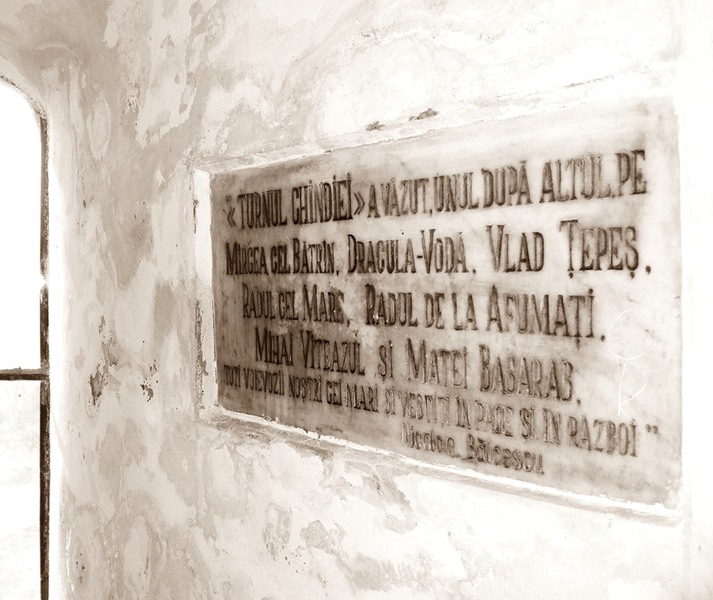 « TURNUL CHINDIEI » A VĂZUT, UNUL DUPĂ ALTUL, PE
MIRCEA CEL BĂTRÎN, DRACULA-VODĂ, VLAD ȚEPEȘ,
RADUL CEL MARE, RADUL DE LA AFUMAȚI,
MIHAI VITEAZUL ȘI MATEI BASARAB,
TOȚI VOEVOZII NOSTRI CEI MARI ȘI VESTIȚI ÎN PACE ȘI ÎN RĂZBOI ”
Nicolae Bălcescu